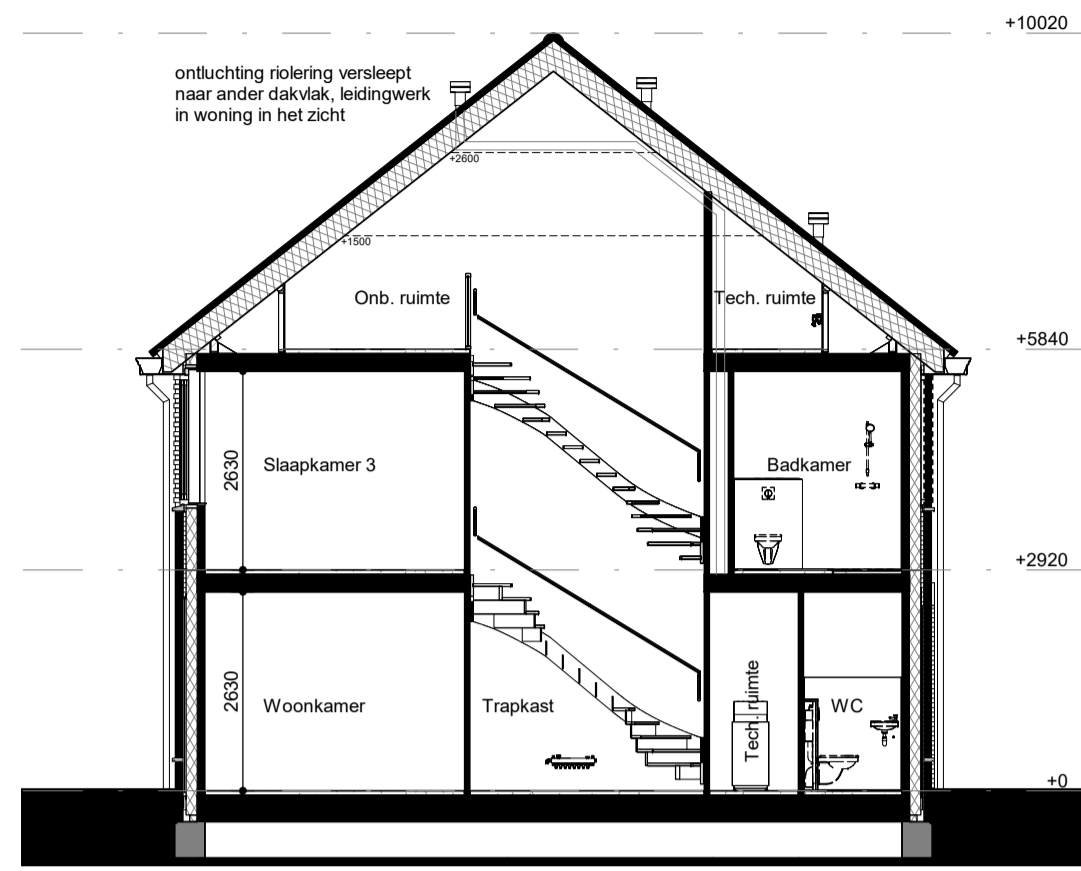 +10020
ontluchting riolering versleept
naar ander dakvlak, leidingwerk
in woning in het zicht
+2600
+1500
Onb. ruimte
Tech. ruimte
+5840
2630
Slaapkamer 3
Badkamer
+2920
2630
Woonkamer
Trapkast
Tech. ruimte
WC
+0